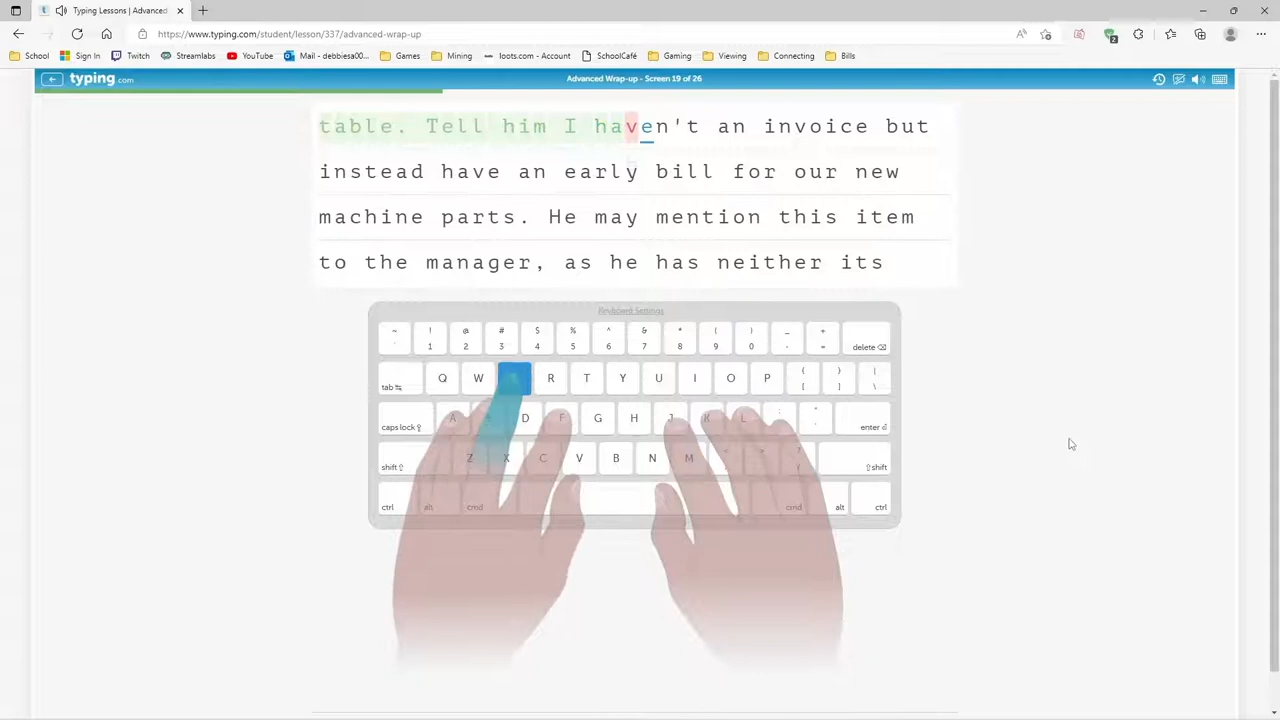 Typing Lessons | Advanced
https://www.typing.com/student/lesson/337/advanced-wrap-up
School Sign In Twitch Streamlabs YouTube Mail - debbiesa00... Games Mining loots.com - Account SchoolCafé Gaming Viewing Connecting Bills
typing.com Advanced Wrap-up - Screen 19 of 26
table. Tell him I haven't an invoice but
instead have an early bill for our new
machine parts. He may mention this item
to the manager, as he has neither its
Keyboard Settings
~ ! @ # $ % ^ & * ( ) _ +
` 1 2 3 4 5 6 7 8 9 0 - = delete
tab Q W R T Y U I O P { } |
[ ] \
caps lock A D F G H J K L : "
enter
shift Z X C V B N M shift
ctrl alt cmd cmd alt ctrl